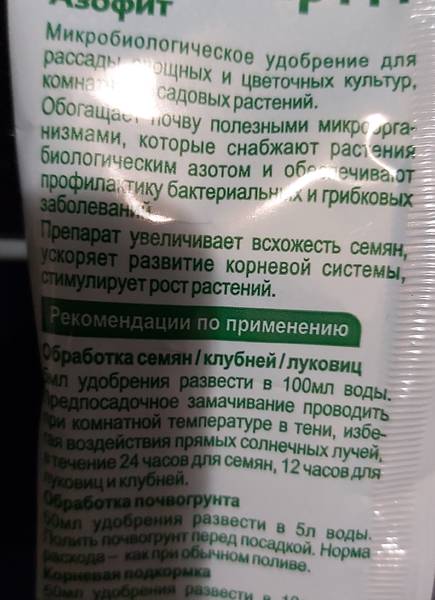 Азофит
Микробиологическое удобрение для
рассады овощных и цветочных культур,
садовых растений.
Обогащает почву полезными микроорга-
низмами, которые снабжают растения
биологическим азотом и обеспечивают
профилактику бактериальных и грибковых
заболеваний.
Препарат увеличивает всхожесть семян,
ускоряет развитие корневой системы,
стимулирует рост растений.
Рекомендации по применению
Обработка семян / клубней / луковиц
5мл удобрения развести в 100мл воды.
Предпосадочное замачивание проводить
при комнатной температуре в тени, избе-
гая воздействия прямых солнечных лучей,
в течение 24 часов для семян, 12 часов для
луковиц и клубней.
Обработка почвогрунта
50мл удобрения развести в 5л воды.
Полить почвогрунт перед посадкой. Норма
расхода – как при обычном поливе.
Корневая подкормка
50мл удобрения развести в